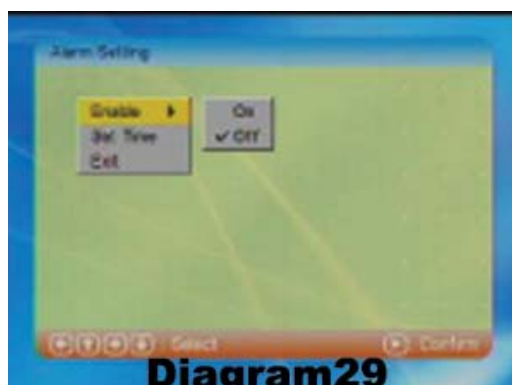 Alarm Setting
Enable On
Set Time Off
Exit
Select Confirm
Diagram29